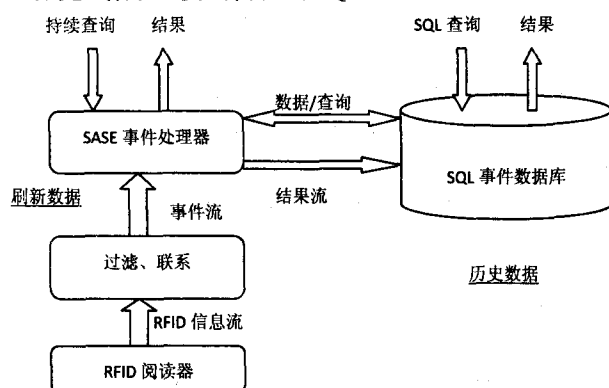 持续查询
结果
SQL 查询
结果
SASE 事件处理器
数据/查询
SQL 事件数据库
刷新数据
事件流
结果流
过滤、联系
历史数据
RFID 信息流
RFID 阅读器